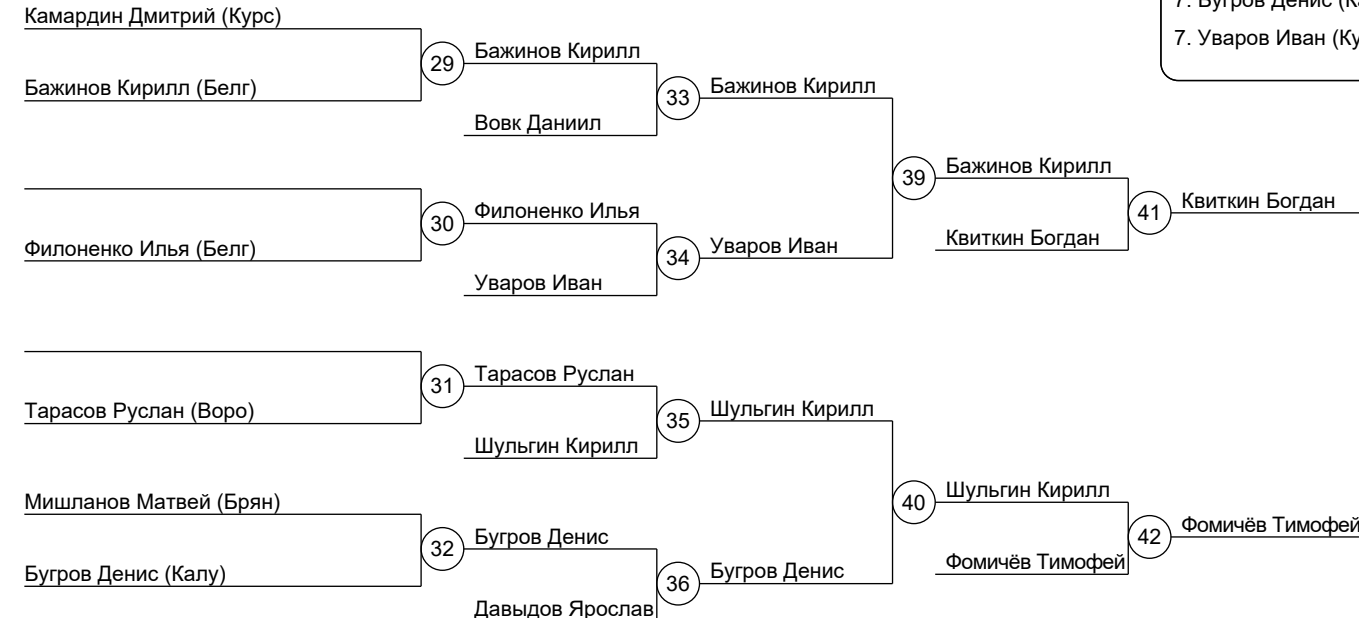 Камардин Дмитрий (Курс)
7. Бугров Денис
7. Уваров Иван
29
Бажинов Кирилл
Бажинов Кирилл (Белг)
33
Бажинов Кирилл
Вовк Даниил
39
Бажинов Кирилл
30
Филоненко Илья
Филоненко Илья (Белг)
34
Уваров Иван
Уваров Иван
Квиткин Богдан
41
Квиткин Богдан
31
Тарасов Руслан
Тарасов Руслан (Воро)
35
Шульгин Кирилл
Шульгин Кирилл
40
Шульгин Кирилл
Мишланов Матвей (Брян)
32
Бугров Денис
Бугров Денис (Калу)
36
Бугров Денис
Давыдов Ярослав
Фомичёв Тимофей
42
Фомичёв Тимофей